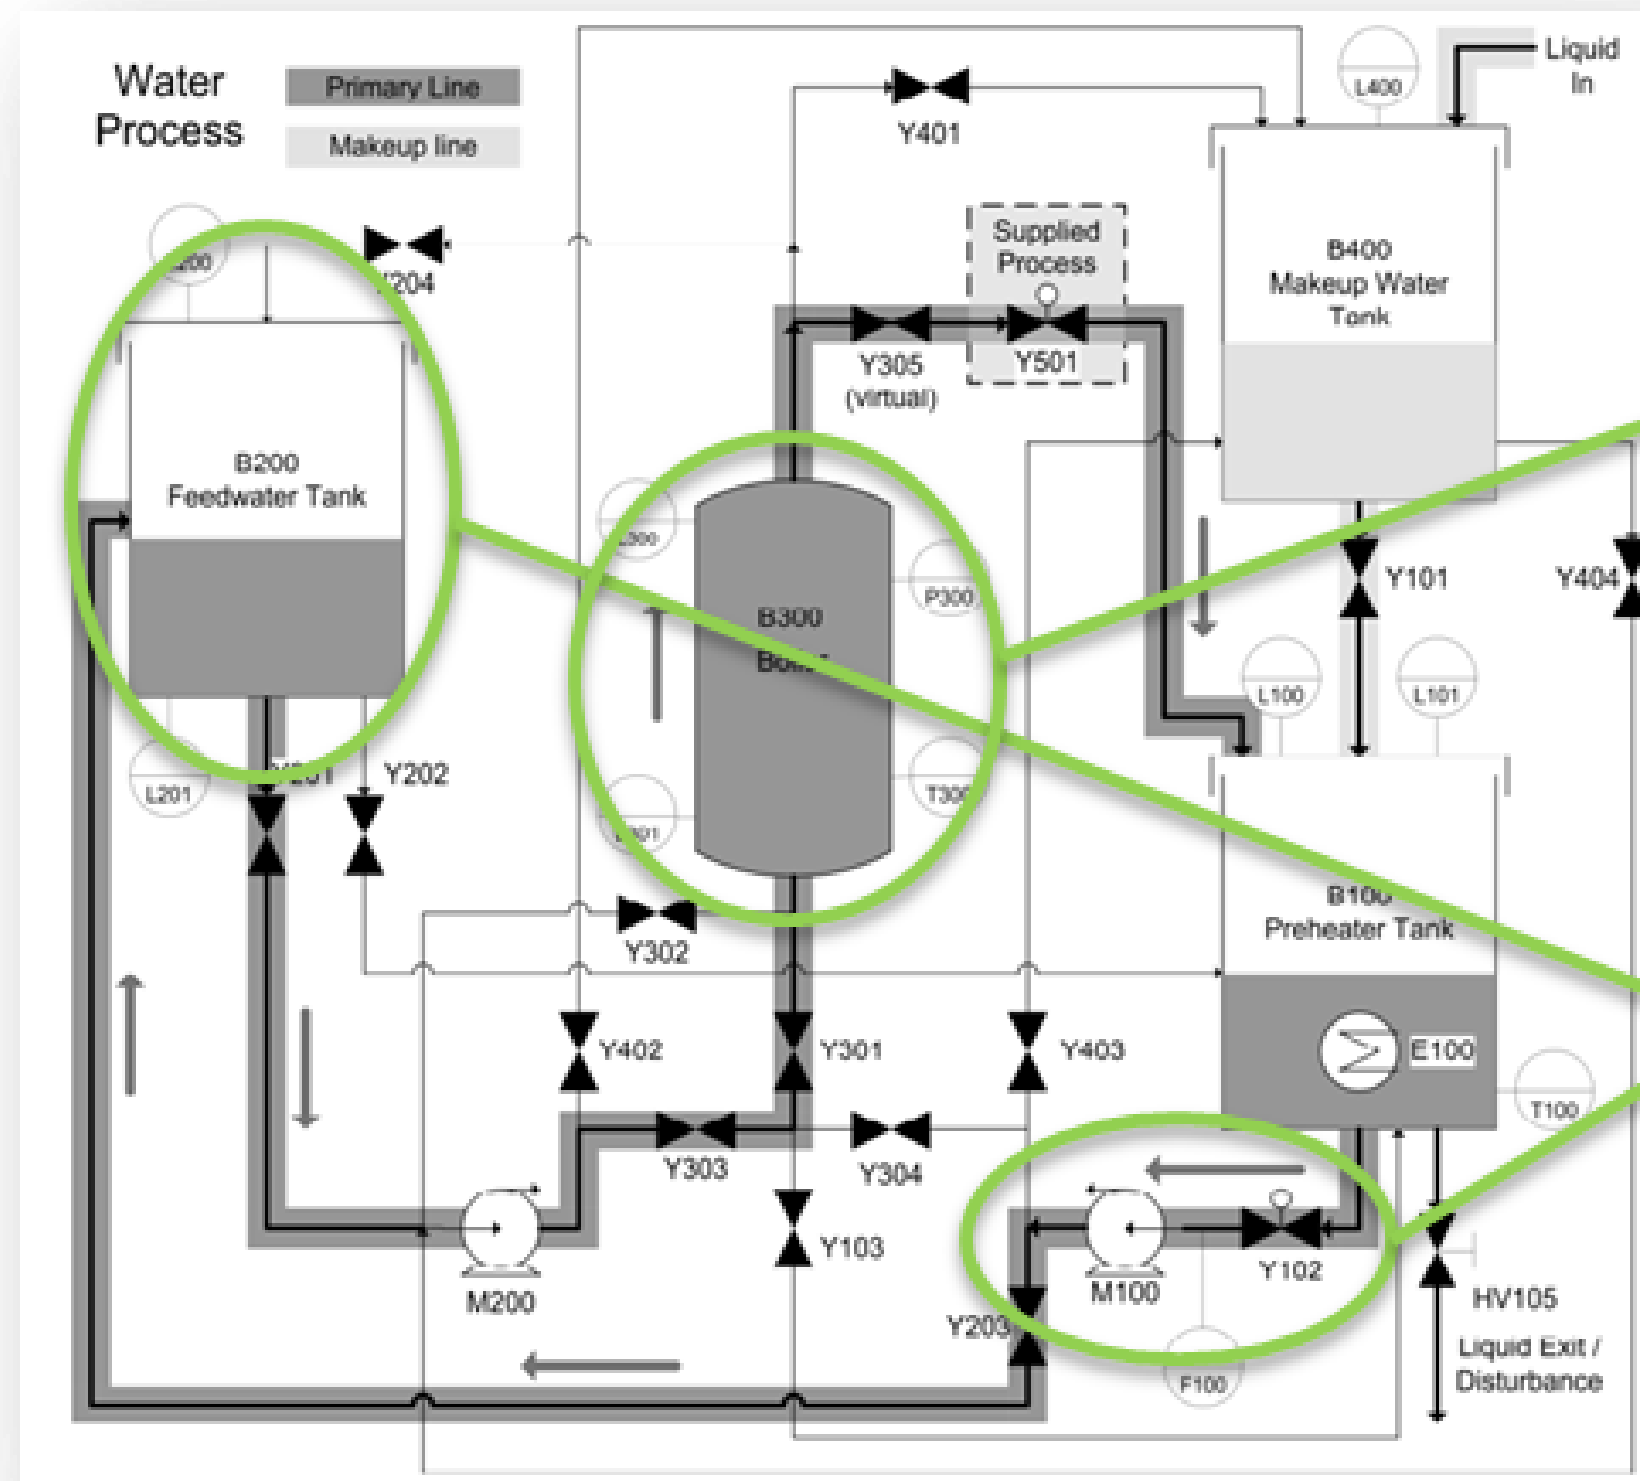 Water
Process
Primary Line
Makeup line
Y401
L400
Liquid
In
Supplied
Process
B400
Makeup Water
Tank
Y305
(virtual)
Y501
B200
Feedwater Tank
P300
B300
Y101
Y404
L100
L101
L201
Y202
B100
Preheater Tank
Y302
Y402
Y301
Y403
E100
T100
Y303
Y304
Y103
M200
M100
Y102
HV105
Y203
F100
Liquid Exit /
Disturbance